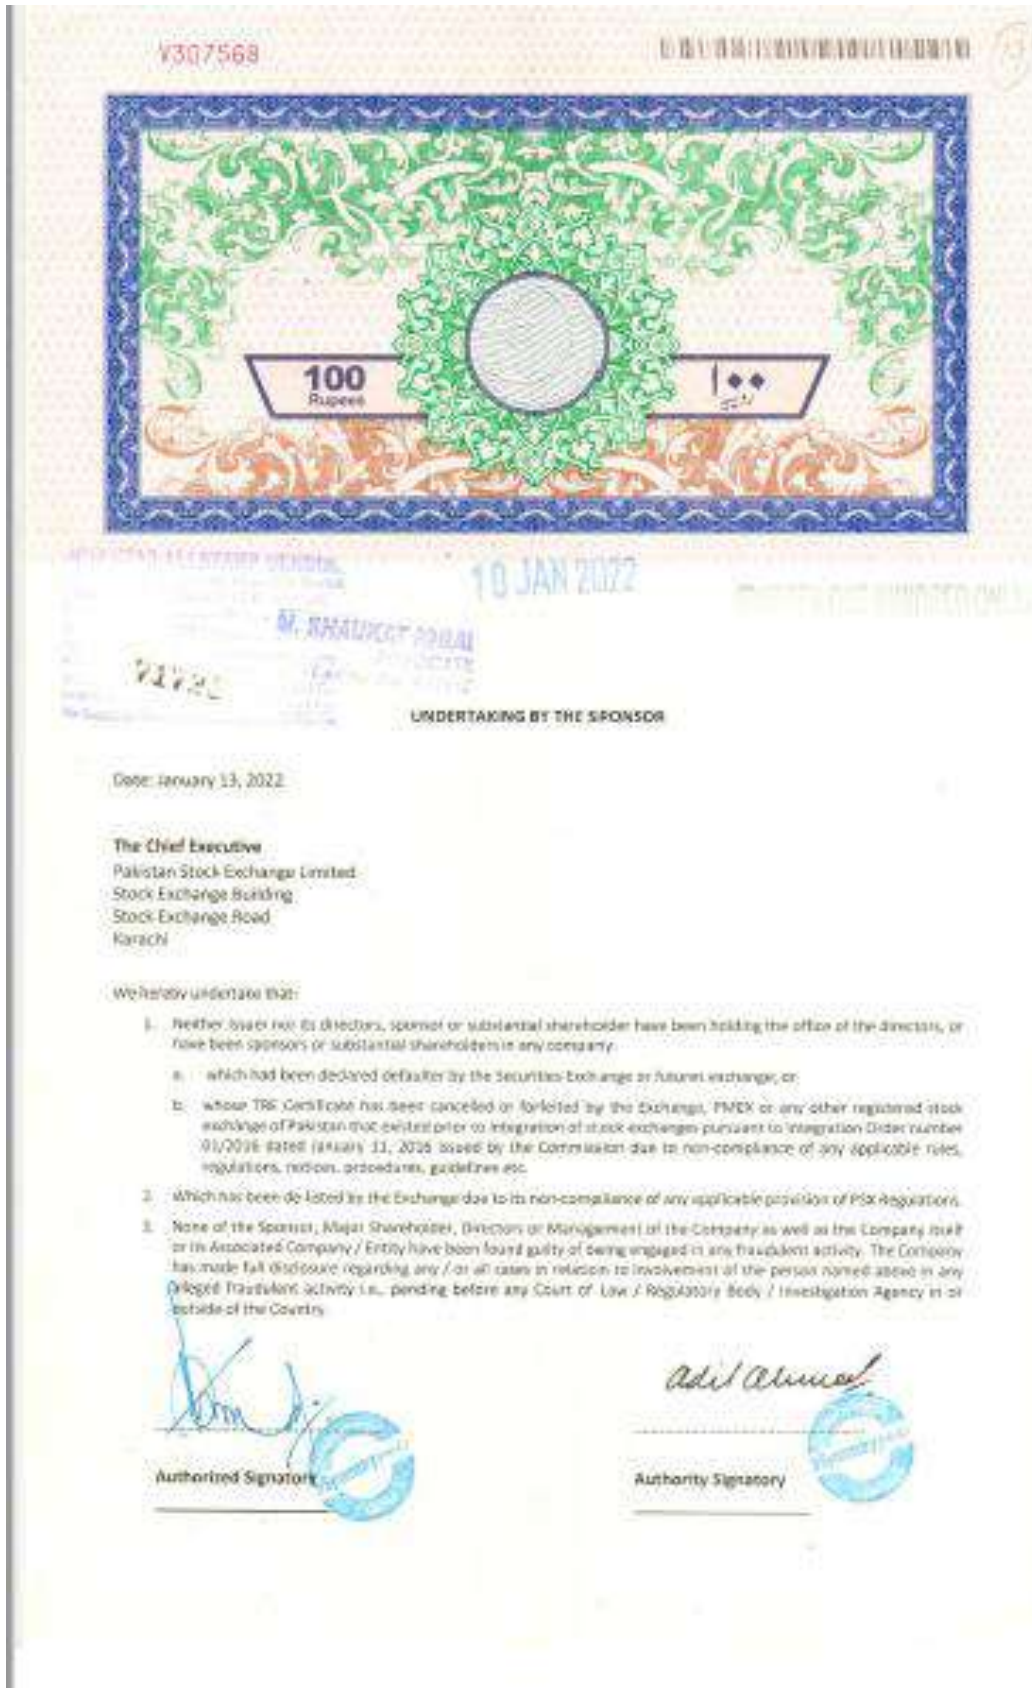 V307568
100
Rupees
۱۰۰
10 JAN 2022
M. SHAUKAT
UNDERTAKING BY THE SPONSOR
Date: January 13, 2022
The Chief Executive
Pakistan Stock Exchange Limited
Stock Exchange Building
Stock Exchange Road
Karachi
We hereby undertake that:
1. Neither Issuer nor its directors, sponsor or substantial shareholder have been holding the office of the directors, or
have been sponsors or substantial shareholders in any company:
a. which had been declared defaulter by the Securities Exchange or futures exchange; or
b. whose TRE Certificate has been cancelled or forfeited by the Exchange, PMEX or any other registered stock
exchange of Pakistan that existed prior to integration of stock exchanges pursuant to Integration Order number
01/2016 dated January 11, 2016 issued by the Commission due to non-compliance of any applicable rules,
regulations, notices, procedures, guidelines etc.
2. Which has been de-listed by the Exchange due to its non-compliance of any applicable provision of PSX Regulations.
3. None of the Sponsor, Major Shareholder, Directors or Management of the Company as well as the Company itself
or its Associated Company / Entity have been found guilty of being engaged in any fraudulent activity. The Company
has made full disclosure regarding any / or all cases in relation to involvement of the person named above in any
alleged fraudulent activity i.e., pending before any Court of Law / Regulatory Body / Investigation Agency in or
outside of the Country.
adil ahmed
Authorized Signatory
Authority Signatory